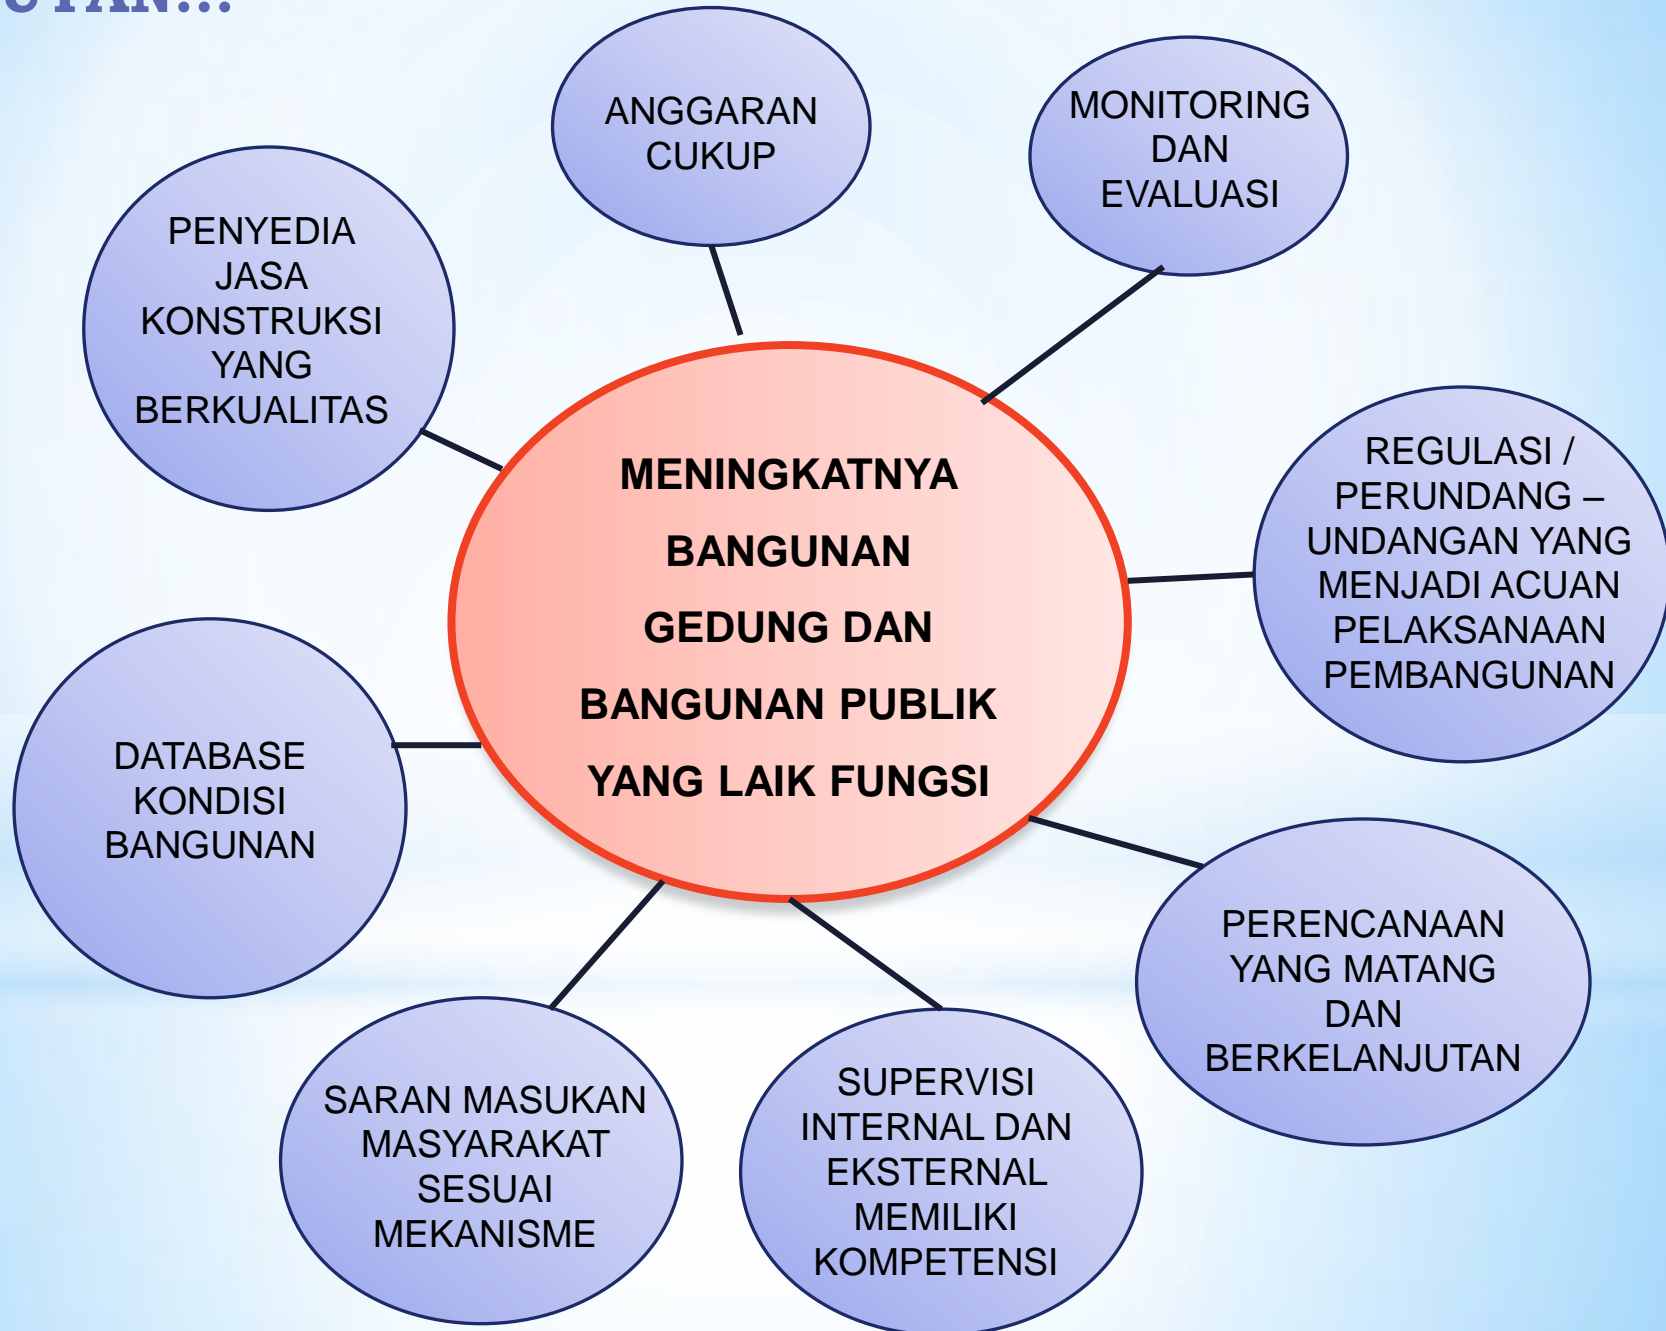 ANGGARAN
CUKUP
MONITORING
DAN
EVALUASI
PENYEDIA
JASA
KONSTRUKSI
YANG
BERKUALITAS
REGULASI /
PERUNDANG –
UNDANGAN YANG
MENJADI ACUAN
PELAKSANAAN
PEMBANGUNAN
MENINGKATNYA
BANGUNAN
GEDUNG DAN
BANGUNAN PUBLIK
YANG LAIK FUNGSI
DATABASE
KONDISI
BANGUNAN
PERENCANAAN
YANG MATANG
DAN
BERKELANJUTAN
SARAN MASUKAN
MASYARAKAT
SESUAI
MEKANISME
SUPERVISI
INTERNAL DAN
EKSTERNAL
MEMILIKI
KOMPETENSI